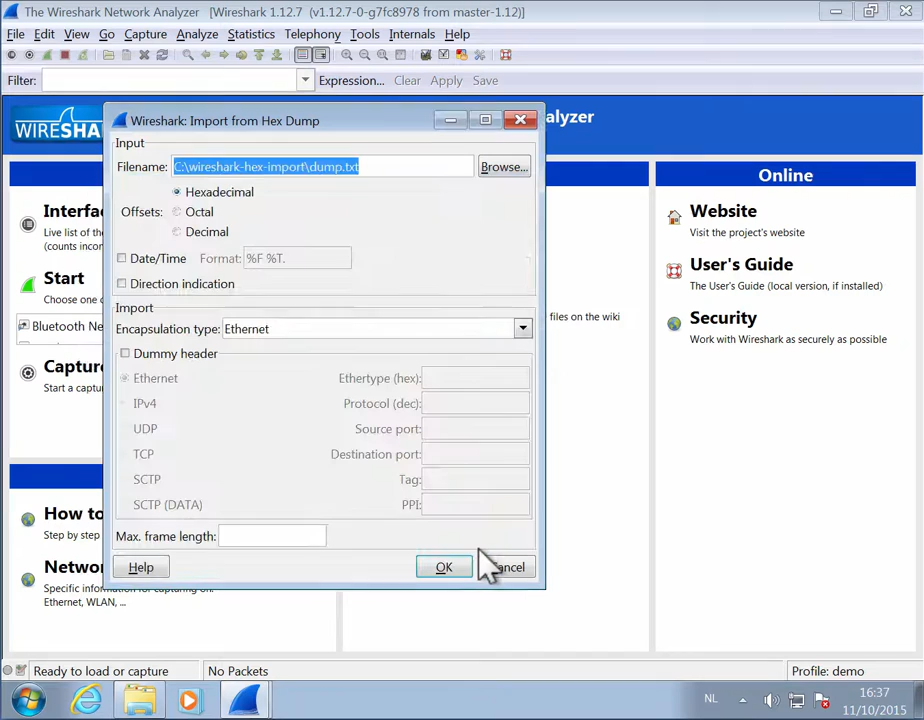 The Wireshark Network Analyzer [Wireshark 1.12.7 (v1.12.7-0-g7fc8978 from master-1.12)]
File Edit View Go Capture Analyze Statistics Telephony Tools Internals Help
Filter: Expression... Clear Apply Save
WIRESHA
alyzer
Wireshark: Import from Hex Dump
Input
Filename: C:\wireshark-hex-import\dump.txt Browse...
Offsets:
Hexadecimal
Octal
Decimal
Date/Time Format: %F %T.
Direction indication
Import
Encapsulation type: Ethernet
Dummy header
Ethernet Ethertype (hex):
IPv4 Protocol (dec):
UDP Source port:
TCP Destination port:
SCTP Tag:
SCTP (DATA) PPI:
Max. frame length:
Help OK ancel
Interfa
Live list of the
(counts incom
Start
Choose one o
Bluetooth Ne
Captur
Start a captu
How to
Step by step
Networ
Specific information for capturing on:
Ethernet, WLAN, ...
files on the wiki
Online
Website
Visit the project's website
User's Guide
The User's Guide (local version, if installed)
Security
Work with Wireshark as securely as possible
Ready to load or capture No Packets Profile: demo
NL 16:37
11/10/2015